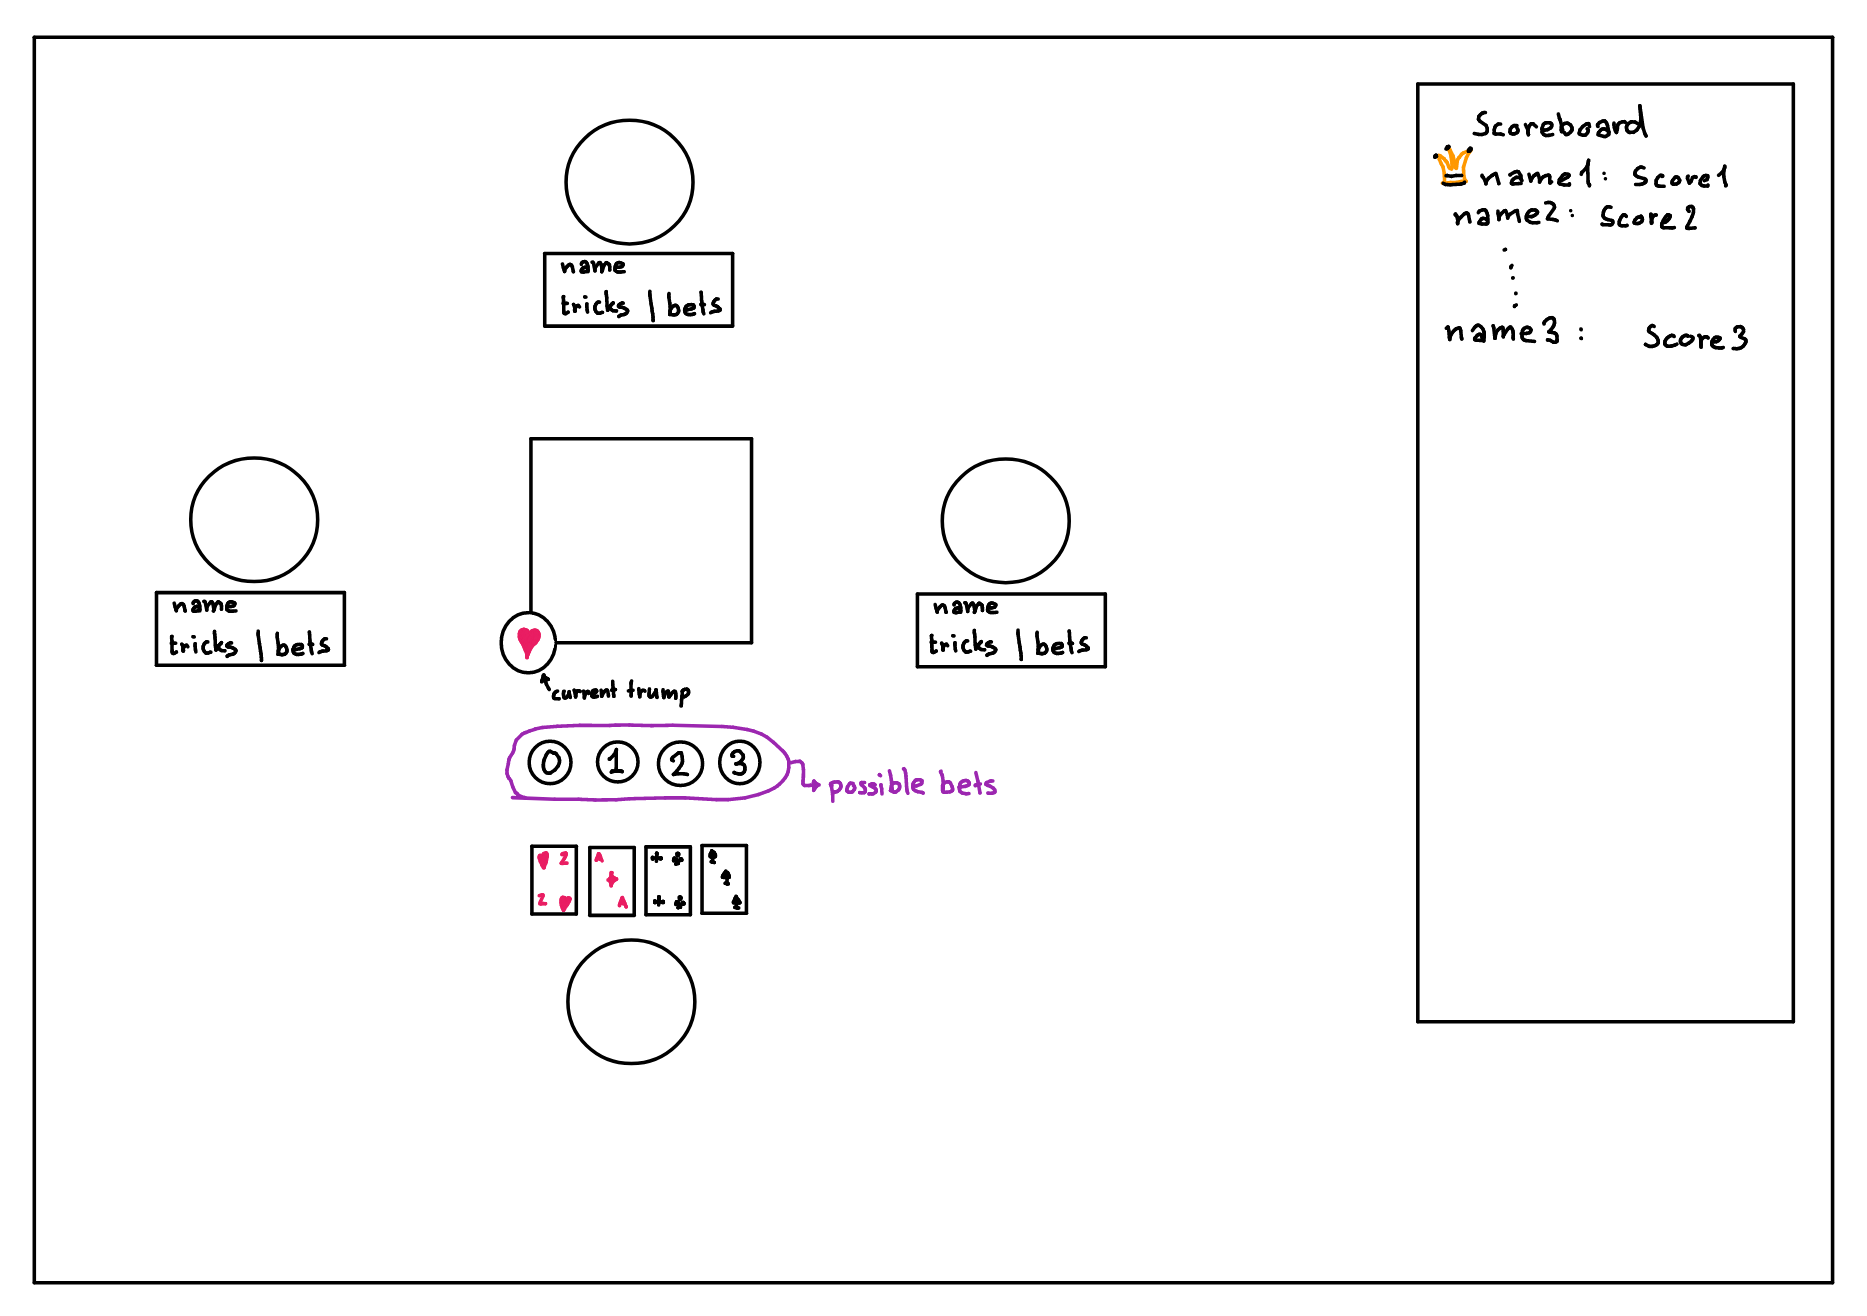 Scoreboard
name1: Score1
name2: Score2
name3: Score3
name
tricks | bets
name
tricks | bets
name
tricks | bets
current trump
0 1 2 3
possible bets
2 A
2 A